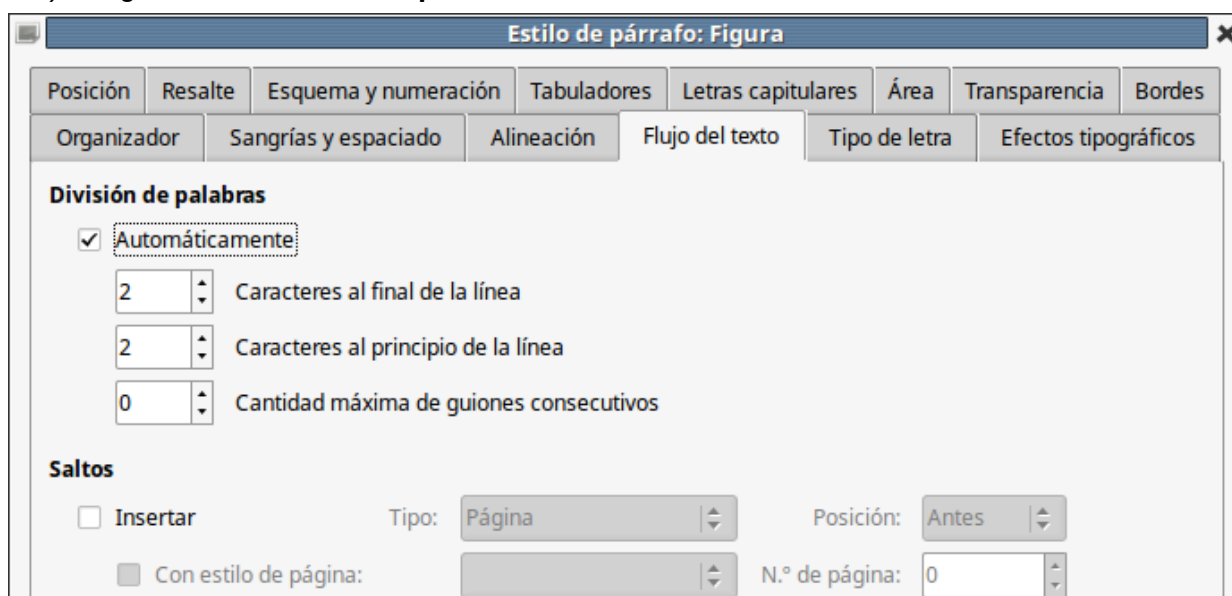 Estilo de párrafo: Figura
Posición Resalte Esquema y numeración Tabuladores Letras capitulares Área Transparencia Bordes
Organizador Sangrías y espaciado Alineación Flujo del texto Tipo de letra Efectos tipográficos
División de palabras
Automáticamente
2 Caracteres al final de la línea
2 Caracteres al principio de la línea
0 Cantidad máxima de guiones consecutivos
Saltos
Insertar Tipo: Página Posición: Antes
Con estilo de página: N.º de página: 0